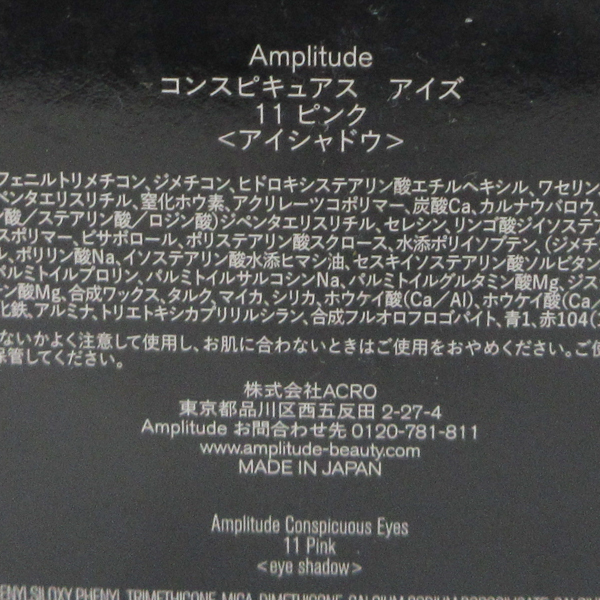 Amplitude
コンスピキュアス アイズ
11 ピンク
<アイシャドウ>
フェニルトリメチコン、ジメチコン、ヒドロキシステアリン酸エチルヘキシル、ワセリン、
ペンタエリスリチル、窒化ホウ素、アクリレーツコポリマー、炭酸Ca、カルナウバロウ、
ン酸／ステアリン酸／ロジン酸)ジペンタエリスリチル、セレシン、リンゴ酸ジイソステア
スポリマー、ビサボロール、ポリステアリン酸スクロース、水添ポリイソブテン、(ジメチ
ル、ポリリン酸Na、イソステアリン酸水添ヒマシ油、セスキイソステアリン酸ソルビタン
パルミトイルプロリン、パルミトイルサルコシンNa、パルミトイルグルタミン酸Mg、ジス
ン酸Mg、合成ワックス、タルク、マイカ、シリカ、ホウケイ酸(Ca／Al)、ホウケイ酸(Ca／
化鉄、アルミナ、トリエトキシカプリリルシラン、合成フルオロフロゴパイト、青1、赤104(1
ないかよく注意して使用し、お肌に合わないときはご使用をおやめください。ご使
保管してください。
株式会社ACRO
東京都品川区西五反田 2-27-4
Amplitude お問合わせ先 0120-781-811
www.amplitude-beauty.com
MADE IN JAPAN
Amplitude Conspicuous Eyes
11 Pink
<eye shadow>
PHENYL TRIMETHICONE, MICA, DIMETHICONE, CALCIUM SODIUM BOROSILICATE,